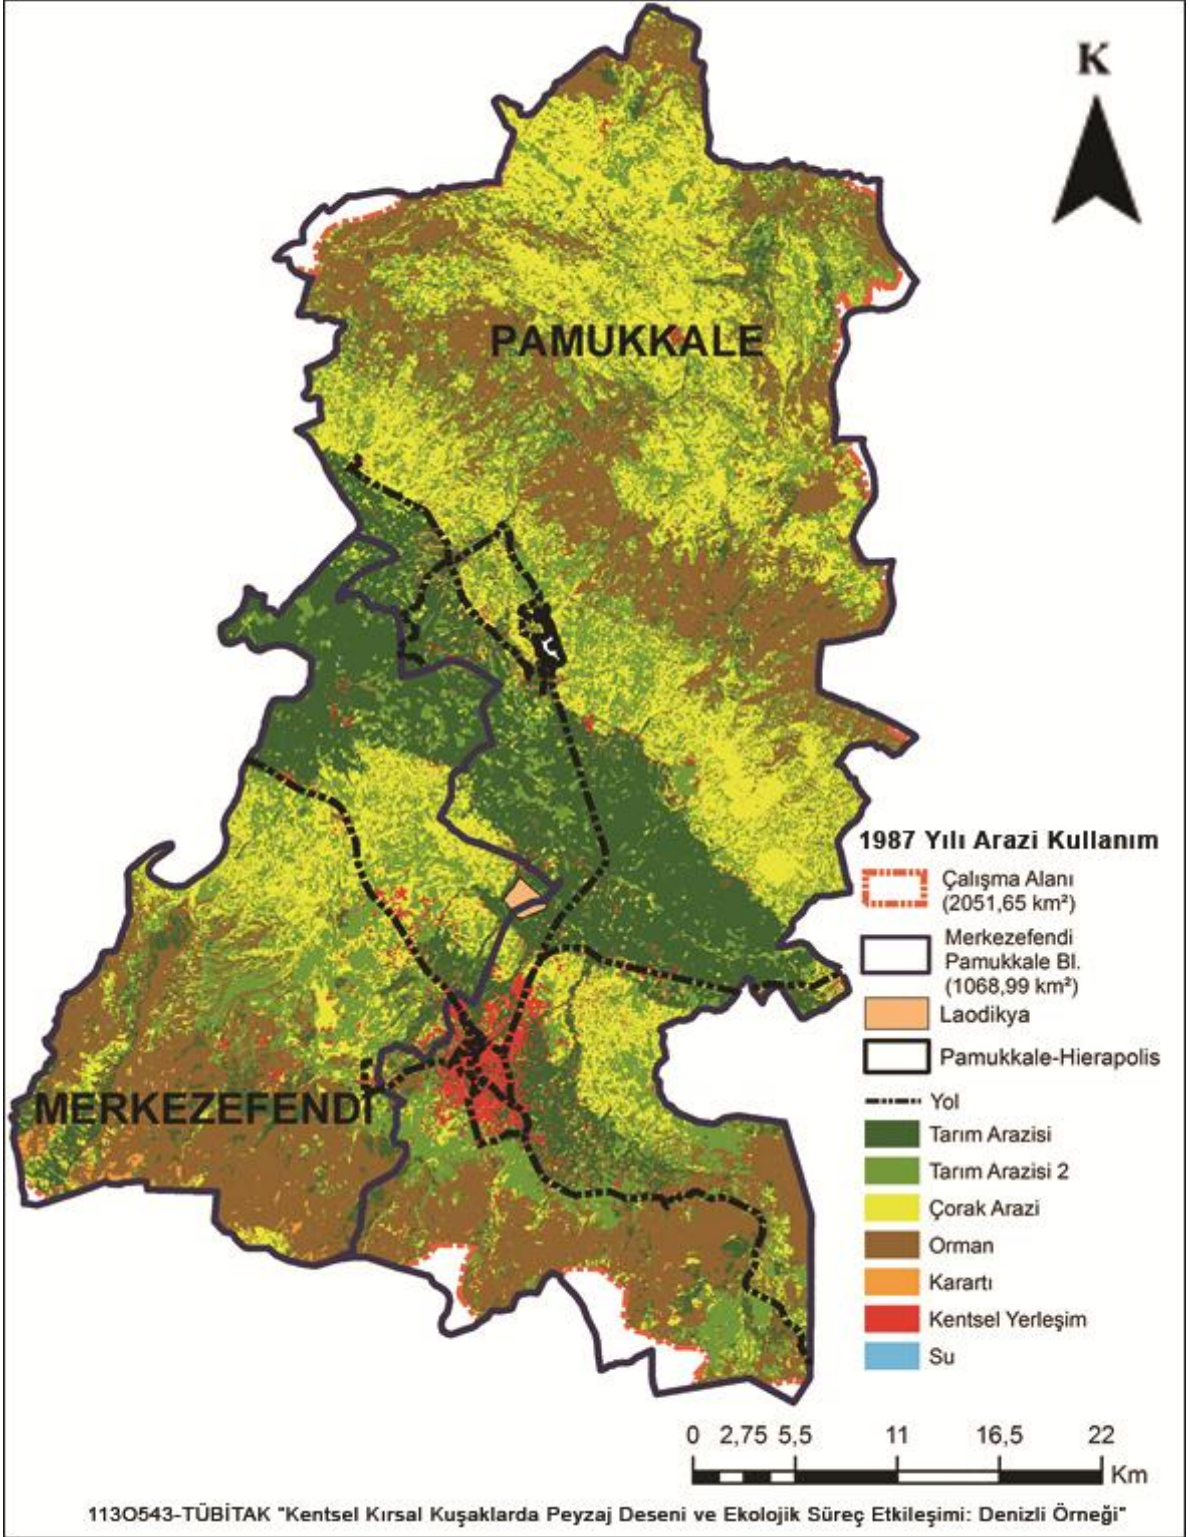 K
PAMUKKALE
MERKEZEFENDİ
1987 Yılı Arazi Kullanım
Çalışma Alanı
(2051,65 km²)
Merkezefendi
Pamukkale Bl.
(1068,99 km²)
Laodikya
Pamukkale-Hierapolis
Yol
Tarım Arazisi
Tarım Arazisi 2
Çorak Arazi
Orman
Karartı
Kentsel Yerleşim
Su
0 2,75 5,5 11 16,5 22
Km
113O543-TÜBİTAK "Kentsel Kırsal Kuşaklarda Peyzaj Deseni ve Ekolojik Süreç Etkileşimi: Denizli Örneği"